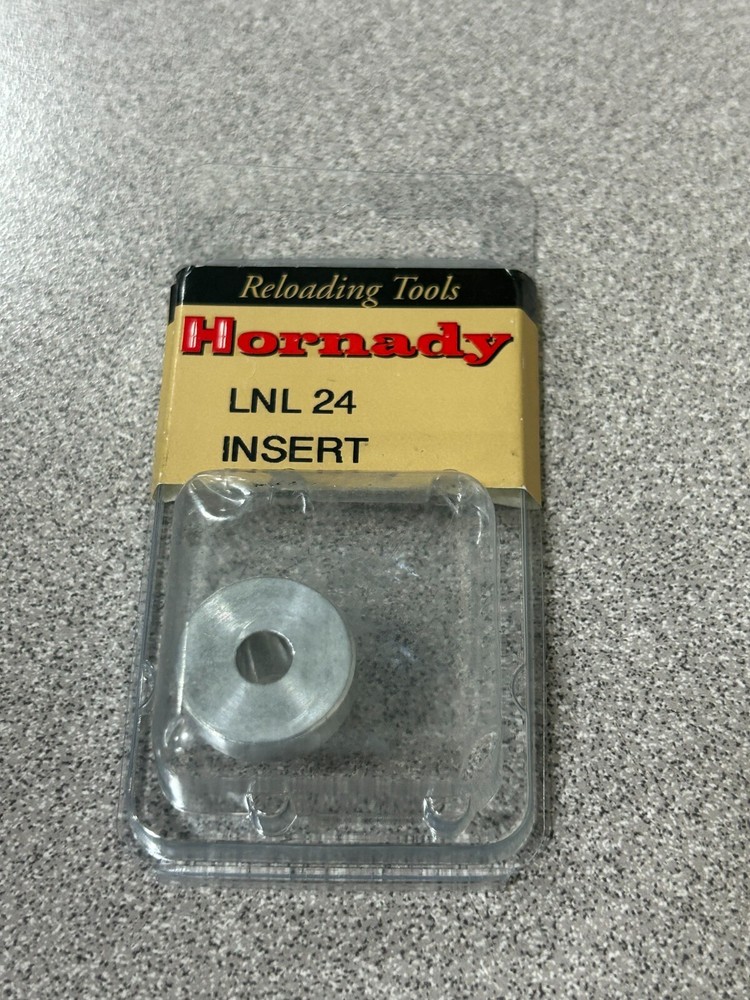 Reloading Tools
Hornady
LNL 24
INSERT